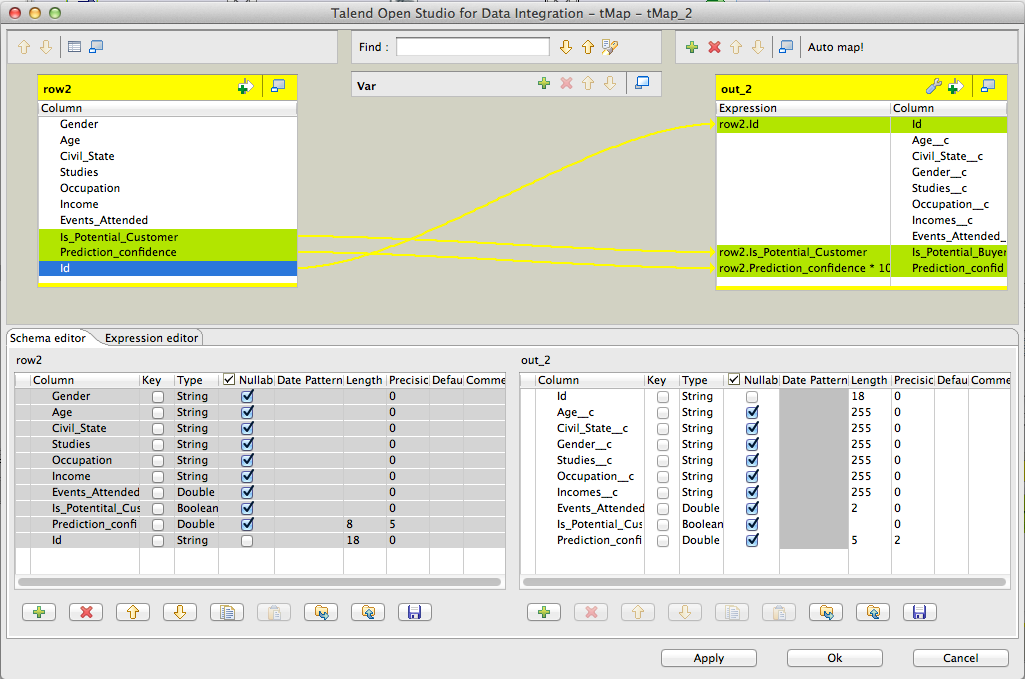 Talend Open Studio for Data Integration - tMap - tMap_2
Find :
Auto map!
row2
Column
Gender
Age
Civil_State
Studies
Occupation
Income
Events_Attended
Is_Potential_Customer
Prediction_confidence
Id
Var
out_2
Expression Column
row2.Id Id
Age__c
Civil_State__c
Gender__c
Studies__c
Occupation__c
Incomes__c
Events_Attended_
row2.Is_Potential_Customer Is_Potential_Buyer
row2.Prediction_confidence * 10 Prediction_confid
Schema editor Expression editor
row2
Column Key Type Nullab Date Pattern Length Precisic Defau Comme
Gender String 0
Age String 0
Civil_State String 0
Studies String 0
Occupation String 0
Income String 0
Events_Attended Double 0
Is_Potentital_Cus Boolean 0
Prediction_confi Double 8 5
Id String 18 0
out_2
Column Key Type Nullab Date Pattern Length Precisic Defau Comme
Id String 18 0
Age__c String 255 0
Civil_State__c String 255 0
Gender__c String 255 0
Studies__c String 255 0
Occupation__c String 255 0
Incomes__c String 255 0
Events_Attended Double 2 0
Is_Potential_Cus Boolean 0
Prediction_confi Double 5 2
Apply Ok Cancel